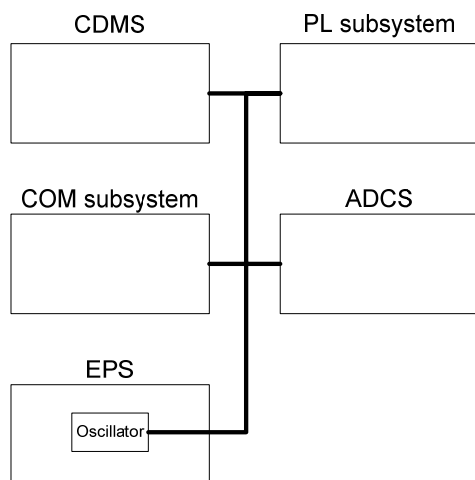 CDMS
PL subsystem
COM subsystem
ADCS
EPS
Oscillator